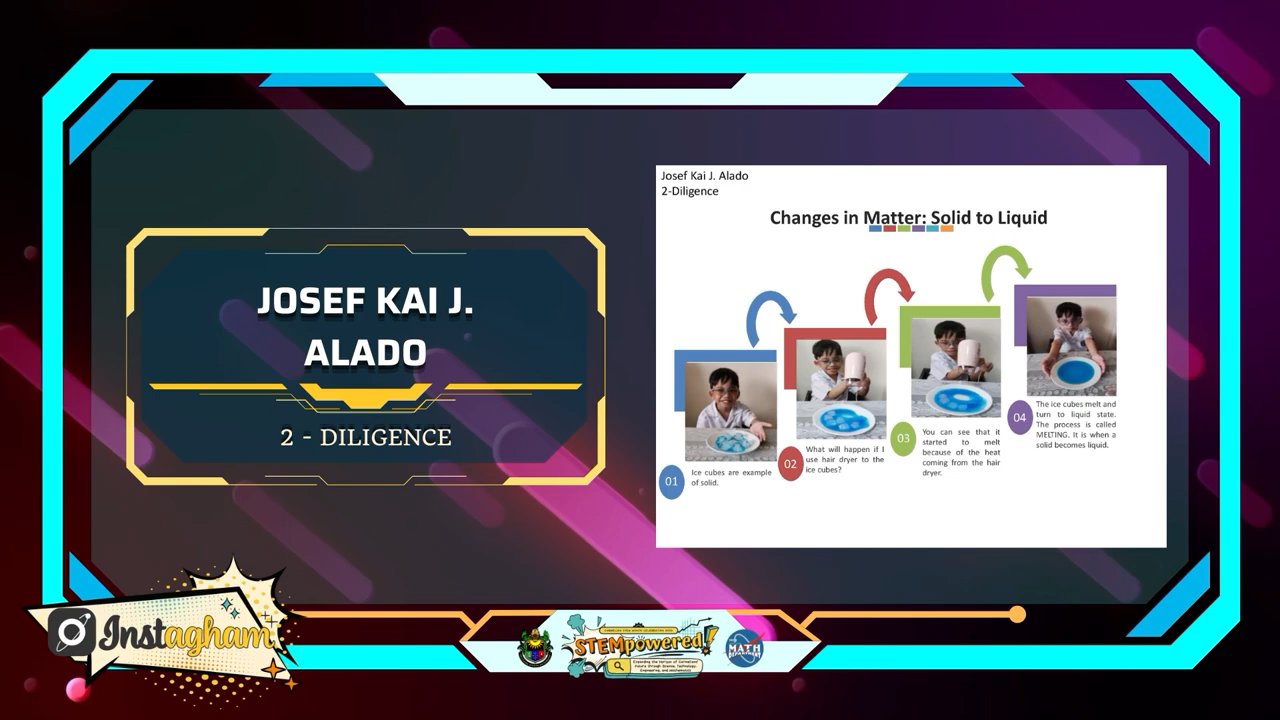 JOSEF KAI J.
ALADO
2 - DILIGENCE
Josef Kai J. Alado
2-Diligence
Changes in Matter: Solid to Liquid
01
Ice cubes are example
of solid.
02
What will happen if I
use hair dryer to the
ice cubes?
03
You can see that it
started to melt
because of the heat
coming from the hair
dryer.
04
The ice cubes melt and
turn to liquid state.
The process is called
MELTING. It is when a
solid becomes liquid.
Instagham
STEMpowered!
MATH
DEPARTMENT